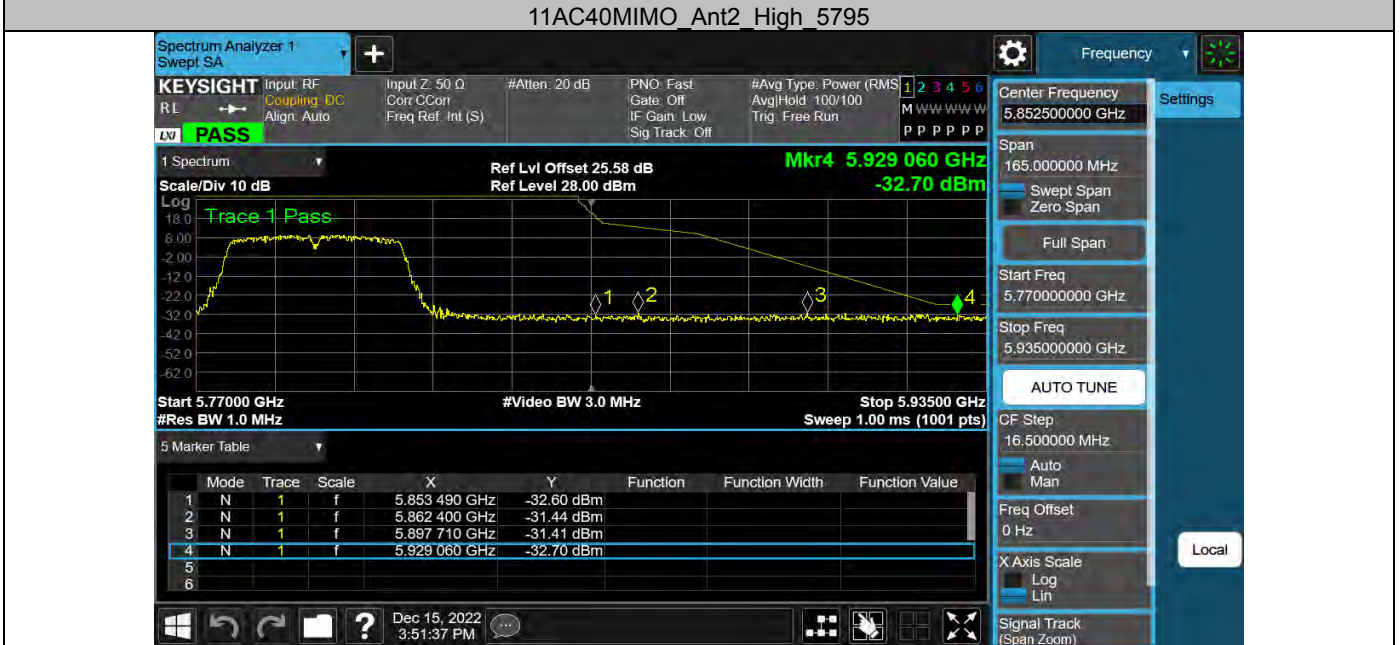 11AC40MIMO_Ant2_High_5795
Spectrum Analyzer 1
Swept SA
Frequency
KEYSIGHT
R L
LXI
PASS
Input: RF
Coupling: DC
Align: Auto
Input Z: 50 Ω
Corr CCorr
Freq Ref: Int (S)
#Atten: 20 dB
PNO: Fast
Gate: Off
IF Gain: Low
Sig Track: Off
#Avg Type: Power (RMS
Avg|Hold: 100/100
Trig: Free Run
1 2 3 4 5 6
M W W W W W
P P P P P P
1 Spectrum
Scale/Div 10 dB
Ref Lvl Offset 25.58 dB
Ref Level 28.00 dBm
Mkr4 5.929 060 GHz
-32.70 dBm
Log
Trace 1 Pass
18.0
8.00
-2.00
-12.0
-22.0
-32.0
-42.0
-52.0
-62.0
1
2
3
4
Start 5.77000 GHz
#Video BW 3.0 MHz
Stop 5.93500 GHz
#Res BW 1.0 MHz
Sweep 1.00 ms (1001 pts)
5 Marker Table
Mode Trace Scale X Y Function Function Width Function Value
1 N 1 f 5.853 490 GHz -32.60 dBm
2 N 1 f 5.862 400 GHz -31.44 dBm
3 N 1 f 5.897 710 GHz -31.41 dBm
4 N 1 f 5.929 060 GHz -32.70 dBm
5
6
?
Dec 15, 2022
3:51:37 PM
Center Frequency
5.852500000 GHz
Settings
Span
165.000000 MHz
Swept Span
Zero Span
Full Span
Start Freq
5.770000000 GHz
Stop Freq
5.935000000 GHz
AUTO TUNE
CF Step
16.500000 MHz
Auto
Man
Freq Offset
0 Hz
X Axis Scale
Log
Lin
Local
Signal Track
(Span Zoom)